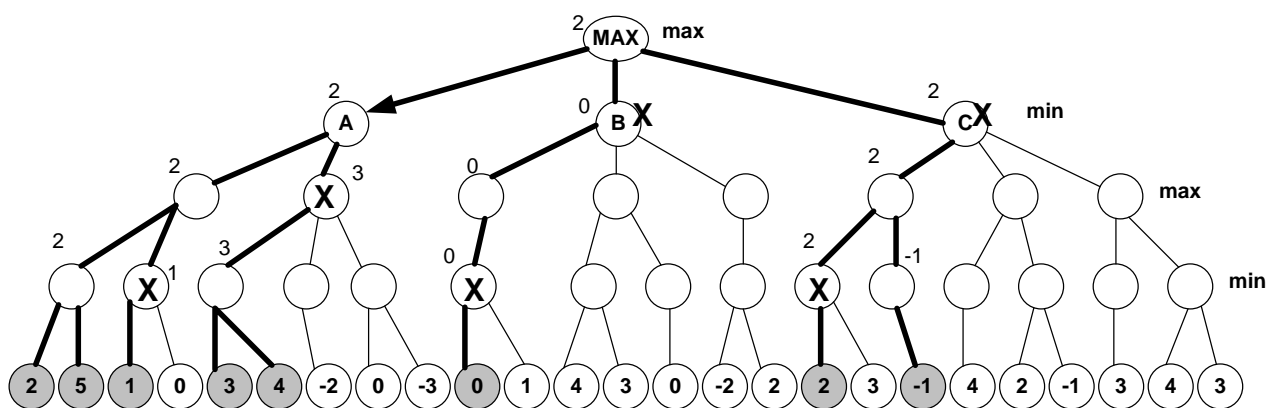 2 MAX max
2 A 0 B X 2 C X min
2 X 3 0 2 max
2 X 1 3 0 X 2 X -1 min
2 5 1 0 3 4 -2 0 -3 0 1 4 3 0 -2 2 2 3 -1 4 2 -1 3 4 3